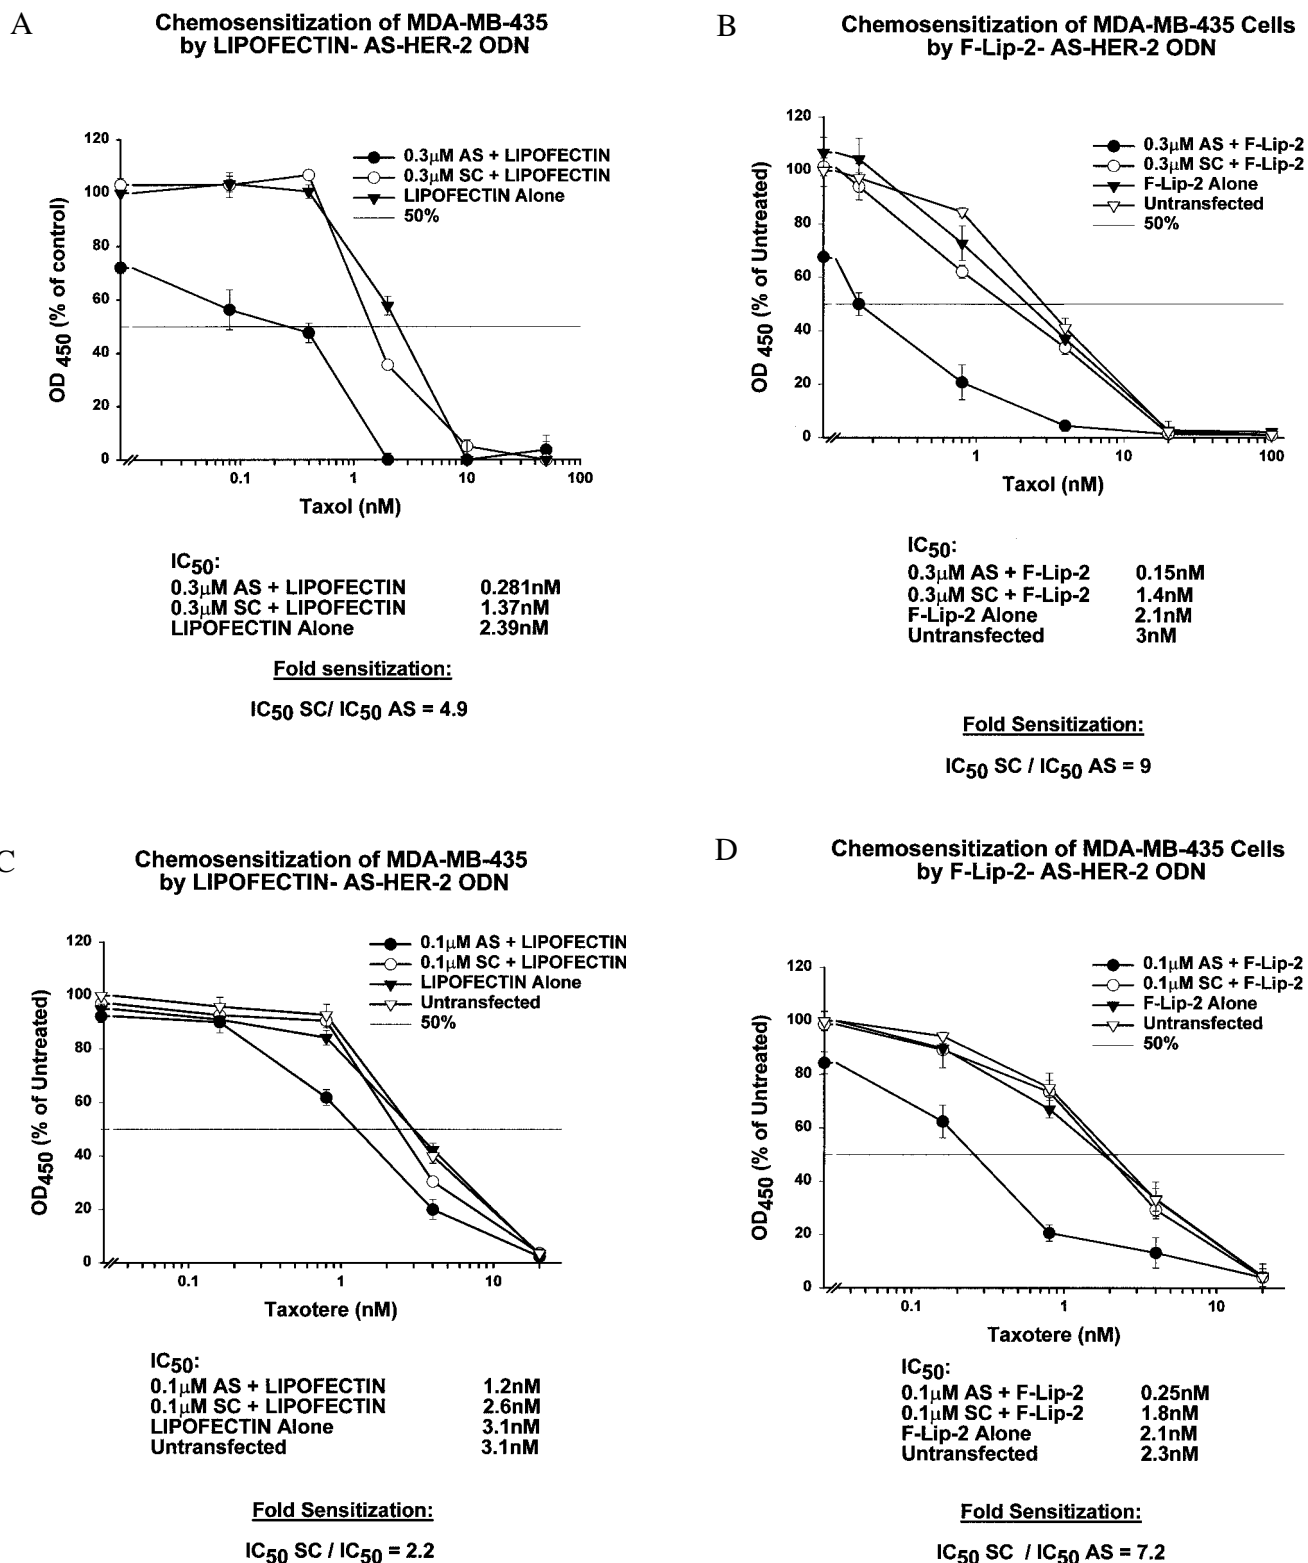 A
Chemosensitization of MDA-MB-435
by LIPOFECTIN- AS-HER-2 ODN
120
100
80
60
40
20
0
OD 450 (% of control)
0.3μM AS + LIPOFECTIN
0.3μM SC + LIPOFECTIN
LIPOFECTIN Alone
50%
0.1 1 10 100
Taxol (nM)
IC50:
0.3μM AS + LIPOFECTIN 0.281nM
0.3μM SC + LIPOFECTIN 1.37nM
LIPOFECTIN Alone 2.39nM
Fold sensitization:
IC50 SC/ IC50 AS = 4.9
B
Chemosensitization of MDA-MB-435 Cells
by F-Lip-2- AS-HER-2 ODN
120
100
80
60
40
20
0
OD 450 (% of Untreated)
0.3μM AS + F-Lip-2
0.3μM SC + F-Lip-2
F-Lip-2 Alone
Untransfected
50%
1 10 100
Taxol (nM)
IC50:
0.3μM AS + F-Lip-2 0.15nM
0.3μM SC + F-Lip-2 1.4nM
F-Lip-2 Alone 2.1nM
Untransfected 3nM
Fold Sensitization:
IC50 SC / IC50 AS = 9
C
Chemosensitization of MDA-MB-435
by LIPOFECTIN- AS-HER-2 ODN
120
100
80
60
40
20
0
OD450 (% of Untreated)
0.1μM AS + LIPOFECTIN
0.1μM SC + LIPOFECTIN
LIPOFECTIN Alone
Untransfected
50%
0.1 1 10
Taxotere (nM)
IC50:
0.1μM AS + LIPOFECTIN 1.2nM
0.1μM SC + LIPOFECTIN 2.6nM
LIPOFECTIN Alone 3.1nM
Untransfected 3.1nM
Fold Sensitization:
IC50 SC / IC50 = 2.2
D
Chemosensitization of MDA-MB-435 Cells
by F-Lip-2- AS-HER-2 ODN
120
100
80
60
40
20
0
OD450 (% of Untreated)
0.1μM AS + F-Lip-2
0.1μM SC + F-Lip-2
F-Lip-2 Alone
Untransfected
50%
0.1 1 10
Taxotere (nM)
IC50:
0.1μM AS + F-Lip-2 0.25nM
0.1μM SC + F-Lip-2 1.8nM
F-Lip-2 Alone 2.1nM
Untransfected 2.3nM
Fold Sensitization:
IC50 SC / IC50 AS = 7.2